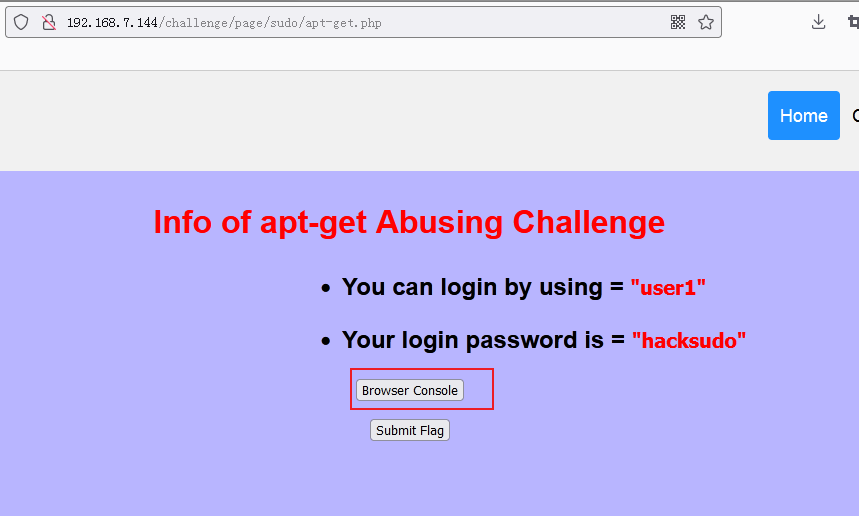 192.168.7.144/challenge/page/sudo/apt-get.php
Home
Info of apt-get Abusing Challenge
• You can login by using = "user1"
• Your login password is = "hacksudo"
Browser Console
Submit Flag